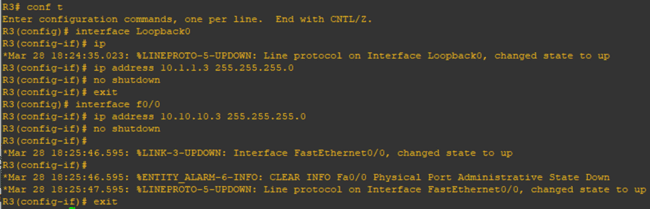 R3# conf t
Enter configuration commands, one per line.  End with CNTL/Z.
R3(config)# interface Loopback0
R3(config-if)# ip
*Mar 28 18:24:35.023: %LINEPROTO-5-UPDOWN: Line protocol on Interface Loopback0, changed state to up
R3(config-if)# ip address 10.1.1.3 255.255.255.0
R3(config-if)# no shutdown
R3(config-if)# exit
R3(config)# interface f0/0
R3(config-if)# ip address 10.10.10.3 255.255.255.0
R3(config-if)# no shutdown
R3(config-if)#
*Mar 28 18:25:46.595: %LINK-3-UPDOWN: Interface FastEthernet0/0, changed state to up
R3(config-if)#
*Mar 28 18:25:46.595: %ENTITY_ALARM-6-INFO: CLEAR INFO Fa0/0 Physical Port Administrative State Down
*Mar 28 18:25:47.595: %LINEPROTO-5-UPDOWN: Line protocol on Interface FastEthernet0/0, changed state to up
R3(config-if)# exit